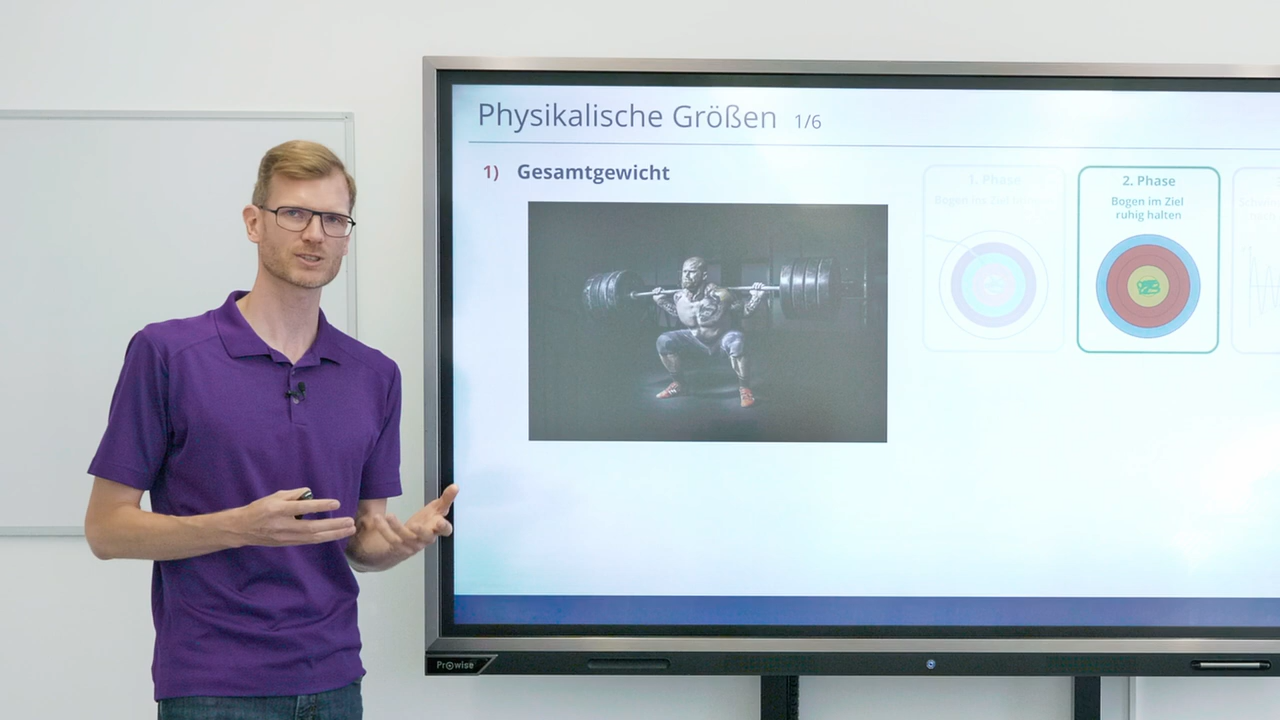 Physikalische Größen 1/6
1) Gesamtgewicht
1. Phase
2. Phase
Bogen im Ziel
ruhig halten
Prowise